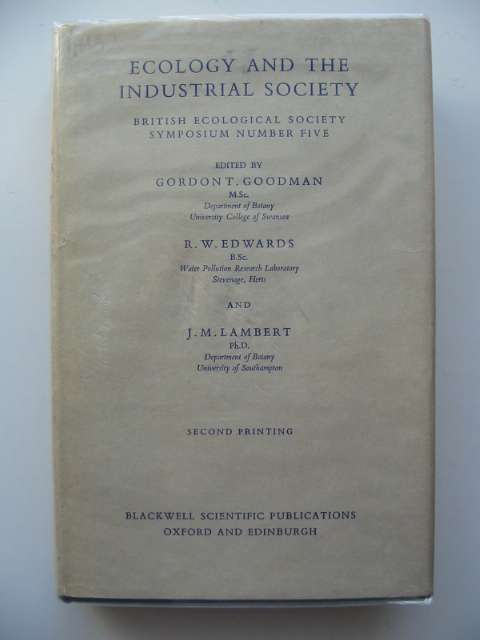 ECOLOGY AND THE
INDUSTRIAL SOCIETY
BRITISH ECOLOGICAL SOCIETY
SYMPOSIUM NUMBER FIVE
EDITED BY
GORDON T. GOODMAN
M.Sc.
Department of Botany
University College of Swansea
R. W. EDWARDS
B.Sc.
Water Pollution Research Laboratory
Stevenage, Herts
AND
J. M. LAMBERT
Ph.D.
Department of Botany
University of Southampton
SECOND PRINTING
BLACKWELL SCIENTIFIC PUBLICATIONS
OXFORD AND EDINBURGH